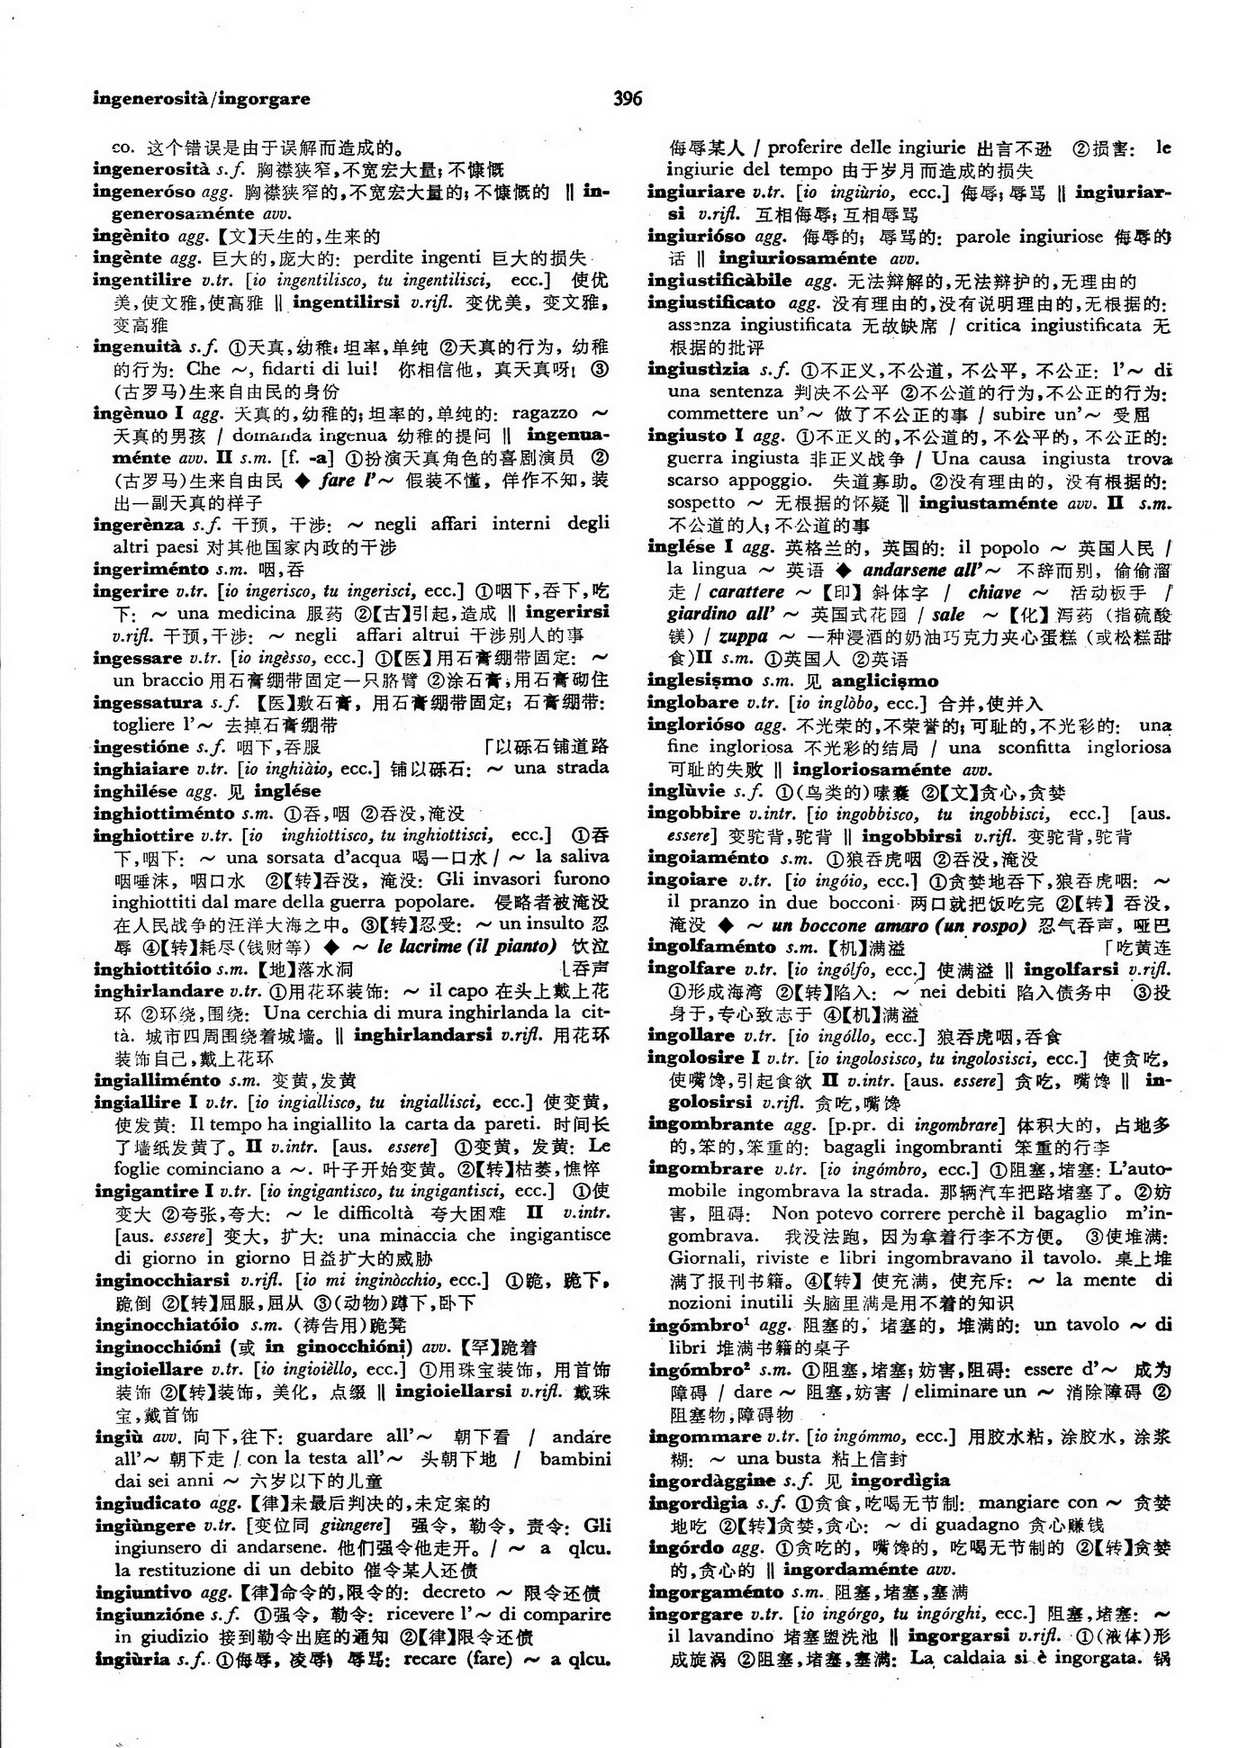 ingenerosità/ingorgare
396
co. 这个错误是由于误解而造成的。
ingenerosità s.f. 胸襟狭窄,不宽宏大量;不慷慨
ingeneróso agg. 胸襟狭窄的,不宽宏大量的;不慷慨的 ‖ in-
generosaménte avv.
ingènito agg.【文】天生的,生来的
ingènte agg. 巨大的,庞大的: perdite ingenti 巨大的损失
ingentilire v.tr. [io ingentilisco, tu ingentilisci, ecc.] 使优
美,使文雅,使高雅 ‖ ingentilirsi v.rifl. 变优美, 变文雅,
变高雅
ingenuità s.f. ①天真,幼稚;坦率,单纯 ②天真的行为, 幼稚
的行为: Che ～, fidarti di lui! 你相信他, 真天真呀! ③
(古罗马)生来自由民的身份
ingènuo I agg. 天真的,幼稚的;坦率的,单纯的: ragazzo ～
天真的男孩 / domanda ingenua 幼稚的提问 ‖ ingenua-
ménte avv. II s.m. [f. -a] ①扮演天真角色的喜剧演员 ②
(古罗马)生来自由民 ◆ fare l'～ 假装不懂, 佯作不知,装
出一副天真的样子
ingerènza s.f. 干预, 干涉: ～ negli affari interni degli
altri paesi 对其他国家内政的干涉
ingeriménto s.m. 咽,吞
ingerire v.tr. [io ingerisco, tu ingerisci, ecc.] ①咽下,吞下,吃
下: ～ una medicina 服药 ②【古】引起,造成 ‖ ingerirsi
v.rifl. 干预,干涉: ～ negli affari altrui 干涉别人的事
ingessare v.tr. [io ingèsso, ecc.] ①【医】用石膏绷带固定: ～
un braccio 用石膏绷带固定一只胳臂 ②涂石膏,用石膏砌住
ingessatura s.f. 【医】敷石膏, 用石膏绷带固定; 石膏绷带:
togliere l'～ 去掉石膏绷带
ingestióne s.f. 咽下,吞服 「以砾石铺道路
inghiaiare v.tr. [io inghiàio, ecc.] 铺以砾石: ～ una strada
inghilése agg. 见 inglése
inghiottiménto s.m. ①吞,咽 ②吞没,淹没
inghiottire v.tr. [io inghiottisco, tu inghiottisci, ecc.] ①吞
下,咽下: ～ una sorsata d'acqua 喝一口水 / ～ la saliva
咽唾沫, 咽口水 ②【转】吞没, 淹没: Gli invasori furono
inghiottiti dal mare della guerra popolare. 侵略者被淹没
在人民战争的汪洋大海之中。 ③【转】忍受: ～ un insulto 忍
辱 ④【转】耗尽(钱财等) ◆ ～ le lacrime (il pianto) 饮泣
inghiottitóio s.m. 【地】落水洞 ⌊吞声
inghirlandare v.tr. ①用花环装饰: ～ il capo 在头上戴上花
环 ②环绕,围绕: Una cerchia di mura inghirlanda la cit-
tà. 城市四周围绕着城墙。 ‖ inghirlandarsi v.rifl. 用花环
装饰自己,戴上花环
ingialliménto s.m. 变黄,发黄
ingiallire I v.tr. [io ingiallisco, tu ingiallisci, ecc.] 使变黄,
使发黄: Il tempo ha ingiallito la carta da pareti. 时间长
了墙纸发黄了。 II v.intr. [aus. essere] ①变黄, 发黄: Le
foglie cominciano a ～. 叶子开始变黄。 ②【转】枯萎,憔悴
ingigantire I v.tr. [io ingigantisco, tu ingigantisci, ecc.] ①使
变大 ②夸张,夸大: ～ le difficoltà 夸大困难 II v.intr.
[aus. essere] 变大, 扩大: una minaccia che ingigantisce
di giorno in giorno 日益扩大的威胁
inginocchiarsi v.rifl. [io mi inginòcchio, ecc.] ①跪, 跪下,
跪倒 ②【转】屈服,屈从 ③(动物)蹲下,卧下
inginocchiatóio s.m. (祷告用)跪凳
inginocchióni (或 in ginocchióni) avv. 【罕】跪着
ingioiellare v.tr. [io ingioièllo, ecc.] ①用珠宝装饰, 用首饰
装饰 ②【转】装饰, 美化, 点缀 ‖ ingioiellarsi v.rifl. 戴珠
宝,戴首饰
ingiù avv. 向下,往下: guardare all'～ 朝下看 / andare
all'～ 朝下走 / con la testa all'～ 头朝下地 / bambini
dai sei anni ～ 六岁以下的儿童
ingiudicato agg. 【律】未最后判决的,未定案的
ingiùngere v.tr. [变位同 giùngere] 强令, 勒令, 责令: Gli
ingiunsero di andarsene. 他们强令他走开。 / ～ a qlcu.
la restituzione di un debito 催令某人还债
ingiuntivo agg. 【律】命令的,限令的: decreto ～ 限令还债
ingiunzióne s.f. ①强令, 勒令: ricevere l'～ di comparire
in giudizio 接到勒令出庭的通知 ②【律】限令还债
ingiùria s.f. ①侮辱, 凌辱; 辱骂: recare (fare) ～ a qlcu.
侮辱某人 / proferire delle ingiurie 出言不逊 ②损害: le
ingiurie del tempo 由于岁月而造成的损失
ingiuriare v.tr. [io ingiùrio, ecc.] 侮辱; 辱骂 ‖ ingiuriar-
si v.rifl. 互相侮辱;互相辱骂
ingiurióso agg. 侮辱的; 辱骂的: parole ingiuriose 侮辱的
话 ‖ ingiuriosaménte avv.
ingiustificàbile agg. 无法辩解的,无法辩护的,无理由的
ingiustificato agg. 没有理由的,没有说明理由的,无根据的:
assenza ingiustificata 无故缺席 / critica ingiustificata 无
根据的批评
ingiustìzia s.f. ①不正义,不公道, 不公平, 不公正: l'～ di
una sentenza 判决不公平 ②不公道的行为,不公正的行为:
commettere un'～ 做了不公正的事 / subire un'～ 受屈
ingiusto I agg. ①不正义的,不公道的, 不公平的, 不公正的:
guerra ingiusta 非正义战争 / Una causa ingiusta trova
scarso appoggio. 失道寡助。 ②没有理由的, 没有根据的:
sospetto ～ 无根据的怀疑 ‖ ingiustaménte avv. II s.m.
不公道的人;不公道的事
inglése I agg. 英格兰的, 英国的: il popolo ～ 英国人民 /
la lingua ～ 英语 ◆ andarsene all'～ 不辞而别, 偷偷溜
走 / carattere ～【印】斜体字 / chiave ～ 活动板手 /
giardino all' ～ 英国式花园 / sale ～【化】泻药 (指硫酸
镁) / zuppa ～ 一种浸酒的奶油巧克力夹心蛋糕 (或松糕甜
食)II s.m. ①英国人 ②英语
inglesişmo s.m. 见 anglicişmo
inglobare v.tr. [io inglòbo, ecc.] 合并,使并入
inglorióso agg. 不光荣的,不荣誉的;可耻的,不光彩的: una
fine ingloriosa 不光彩的结局 / una sconfitta ingloriosa
可耻的失败 ‖ ingloriosaménte avv.
inglùvie s.f. ①(鸟类的)嗉囊 ②【文】贪心,贪婪
ingobbire v.intr. [io ingobbisco, tu ingobbisci, ecc.] [aus.
essere] 变驼背,驼背 ‖ ingobbirsi v.rifl. 变驼背,驼背
ingoiaménto s.m. ①狼吞虎咽 ②吞没,淹没
ingoiare v.tr. [io ingóio, ecc.] ①贪婪地吞下,狼吞虎咽: ～
il pranzo in due bocconi 两口就把饭吃完 ②【转】吞没,
淹没 ◆ ～ un boccone amaro (un rospo) 忍气吞声, 哑巴
ingolfaménto s.m.【机】满溢 「吃黄连
ingolfare v.tr. [io ingólfo, ecc.] 使满溢 ‖ ingolfarsi v.rifl.
①形成海湾 ②【转】陷入: ～ nei debiti 陷入债务中 ③投
身于,专心致志于 ④【机】满溢
ingollare v.tr. [io ingóllo, ecc.] 狼吞虎咽,吞食
ingolosire I v.tr. [io ingolosisco, tu ingolosisci, ecc.] 使贪吃,
使嘴馋,引起食欲 II v.intr. [aus. essere] 贪吃, 嘴馋 ‖ in-
golosirsi v.rifl. 贪吃,嘴馋
ingombrante agg. [p.pr. di ingombrare] 体积大的, 占地多
的,笨的,笨重的: bagagli ingombranti 笨重的行李
ingombrare v.tr. [io ingómbro, ecc.] ①阻塞,堵塞: L'auto-
mobile ingombrava la strada. 那辆汽车把路堵塞了。 ②妨
害, 阻碍: Non potevo correre perchè il bagaglio m'in-
gombrava. 我没法跑, 因为拿着行李不方便。 ③使堆满:
Giornali, riviste e libri ingombravano il tavolo. 桌上堆
满了报刊书籍。 ④【转】使充满, 使充斥: ～ la mente di
nozioni inutili 头脑里满是用不着的知识
ingómbro¹ agg. 阻塞的, 堵塞的, 堆满的: un tavolo ～ di
libri 堆满书籍的桌子
ingómbro² s.m. ①阻塞,堵塞;妨害,阻碍: essere d'～ 成为
障碍 / dare ～ 阻塞,妨害 / eliminare un ～ 消除障碍 ②
阻塞物,障碍物
ingommare v.tr. [io ingómmo, ecc.] 用胶水粘, 涂胶水, 涂浆
糊: ～ una busta 粘上信封
ingordàggine s.f. 见 ingordìgia
ingordìgia s.f. ①贪食,吃喝无节制: mangiare con ～ 贪婪
地吃 ②【转】贪婪,贪心: ～ di guadagno 贪心赚钱
ingórdo agg. ①贪吃的, 嘴馋的, 吃喝无节制的 ②【转】贪婪
的,贪心的 ‖ ingordaménte avv.
ingorgaménto s.m. 阻塞,堵塞,塞满
ingorgare v.tr. [io ingórgo, tu ingórghi, ecc.] 阻塞,堵塞: ～
il lavandino 堵塞盥洗池 ‖ ingorgarsi v.rifl. ①(液体)形
成旋涡 ②阻塞,堵塞,塞满: La caldaia si è ingorgata. 锅